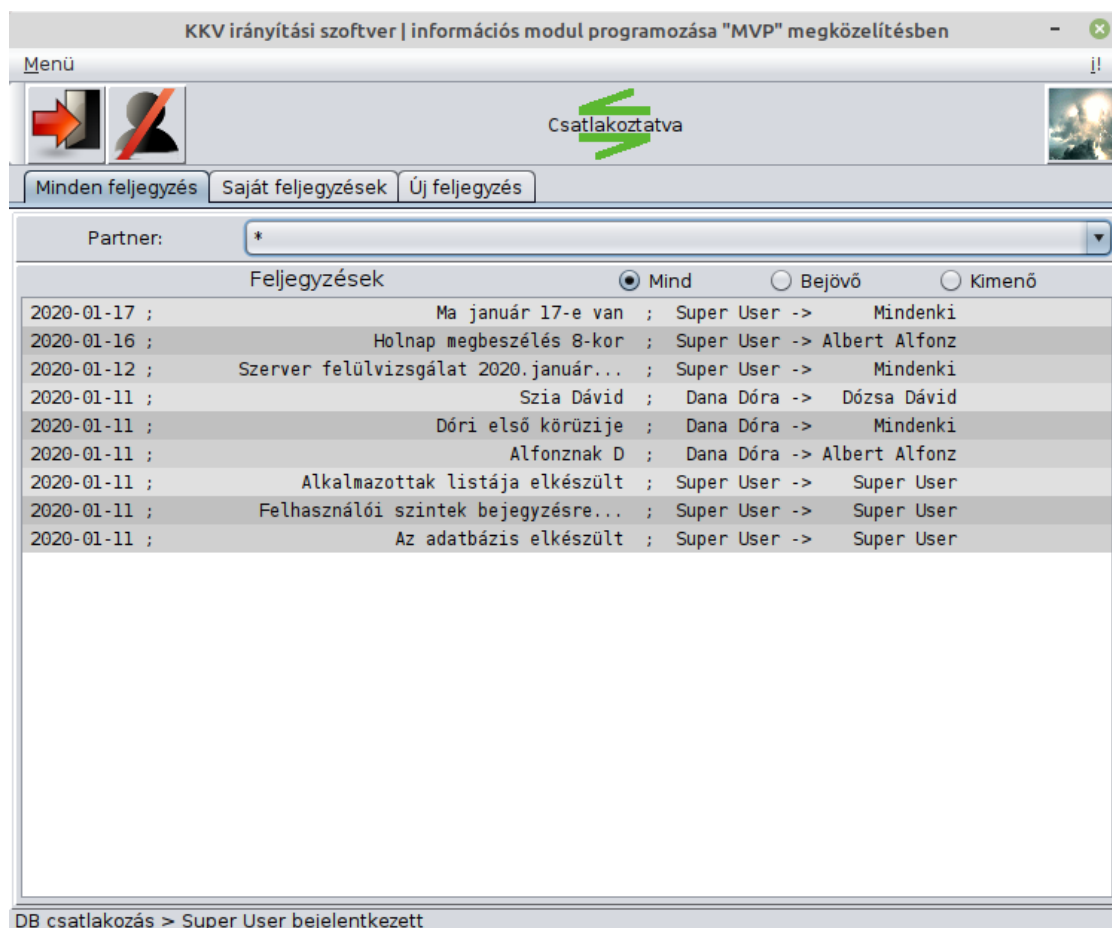 KKV irányítási szoftver | információs modul programozása "MVP" megközelítésben
Menü i!
Csatlakoztatva
Minden feljegyzés Saját feljegyzések Új feljegyzés
Partner: *
Feljegyzések Mind Bejövő Kimenő
2020-01-17 ; Ma január 17-e van ; Super User -> Mindenki
2020-01-16 ; Holnap megbeszélés 8-kor ; Super User -> Albert Alfonz
2020-01-12 ; Szerver felülvizsgálat 2020.január... ; Super User -> Mindenki
2020-01-11 ; Szia Dávid ; Dana Dóra -> Dózsa Dávid
2020-01-11 ; Dóri első körüzije ; Dana Dóra -> Mindenki
2020-01-11 ; Alfonznak D ; Dana Dóra -> Albert Alfonz
2020-01-11 ; Alkalmazottak listája elkészült ; Super User -> Super User
2020-01-11 ; Felhasználói szintek bejegyzésre... ; Super User -> Super User
2020-01-11 ; Az adatbázis elkészült ; Super User -> Super User
DB csatlakozás > Super User bejelentkezett